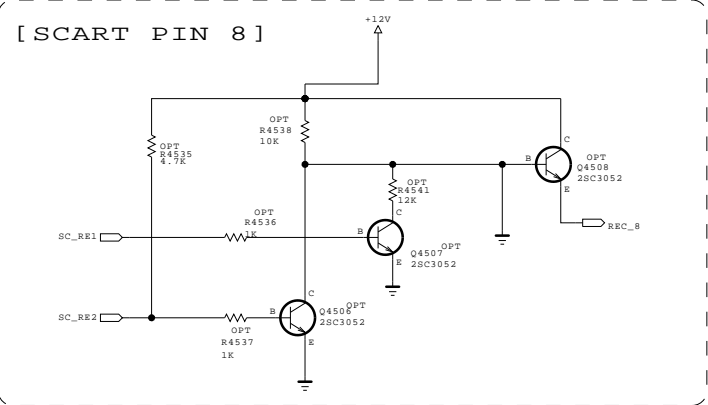 [SCART PIN 8]
+12V
OPT
R4538
10K
OPT
R4535
4.7K
C
B
E
OPT
Q4508
2SC3052
REC_8
OPT
R4541
12K
SC_RE1
OPT
R4536
1K
C
B
E
OPT
Q4507
2SC3052
SC_RE2
OPT
R4537
1K
C
B
E
OPT
Q4506
2SC3052